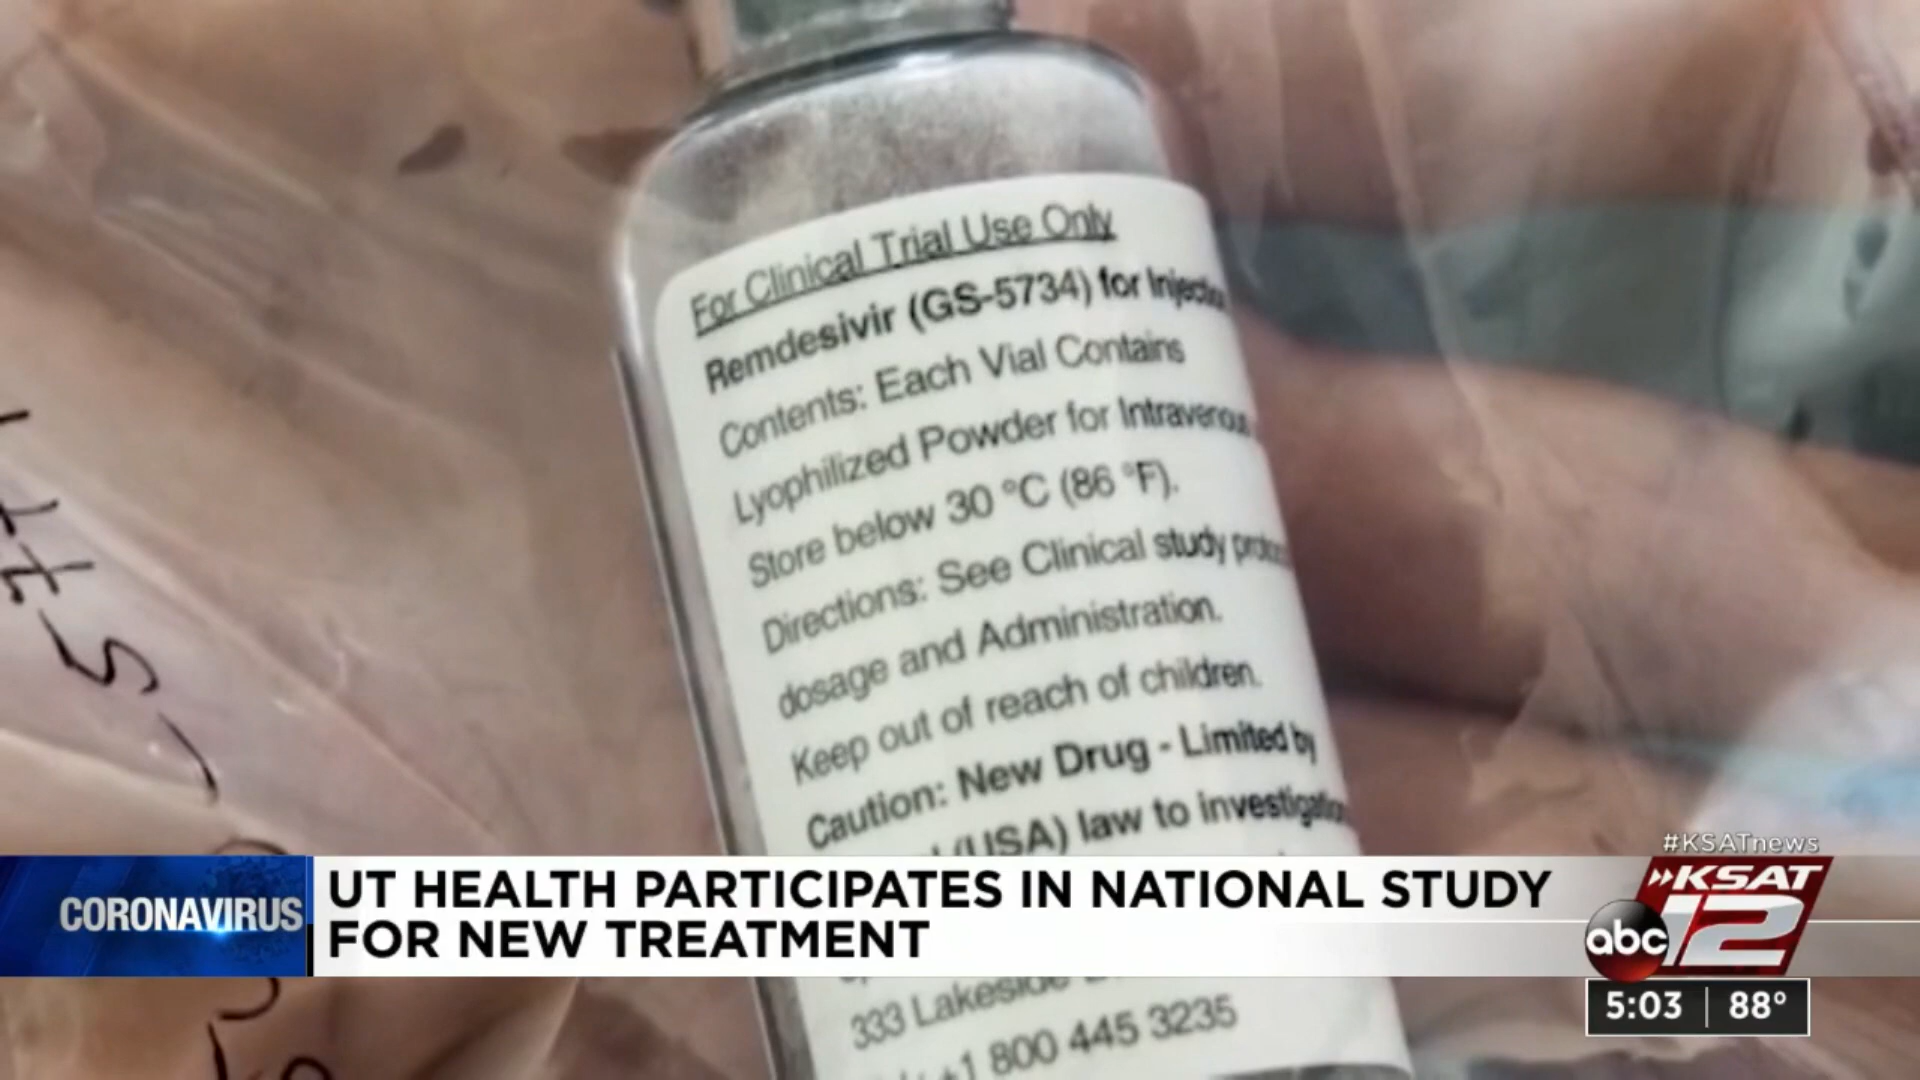 For Clinical Trial Use Only
Remdesivir (GS-5734) for
Contents: Each Vial Contains
Lyophilized Powder for Intravenous
Store below 30 °C (86 °F).
Directions: See Clinical study
dosage and Administration.
Keep out of reach of children.
Caution: New Drug - Limited by
(USA) law to
333 Lakeside
+1 800 445 3235
#KSATnews
CORONAVIRUS
UT HEALTH PARTICIPATES IN NATIONAL STUDY
FOR NEW TREATMENT
KSAT
abc 12
5:03 | 88°